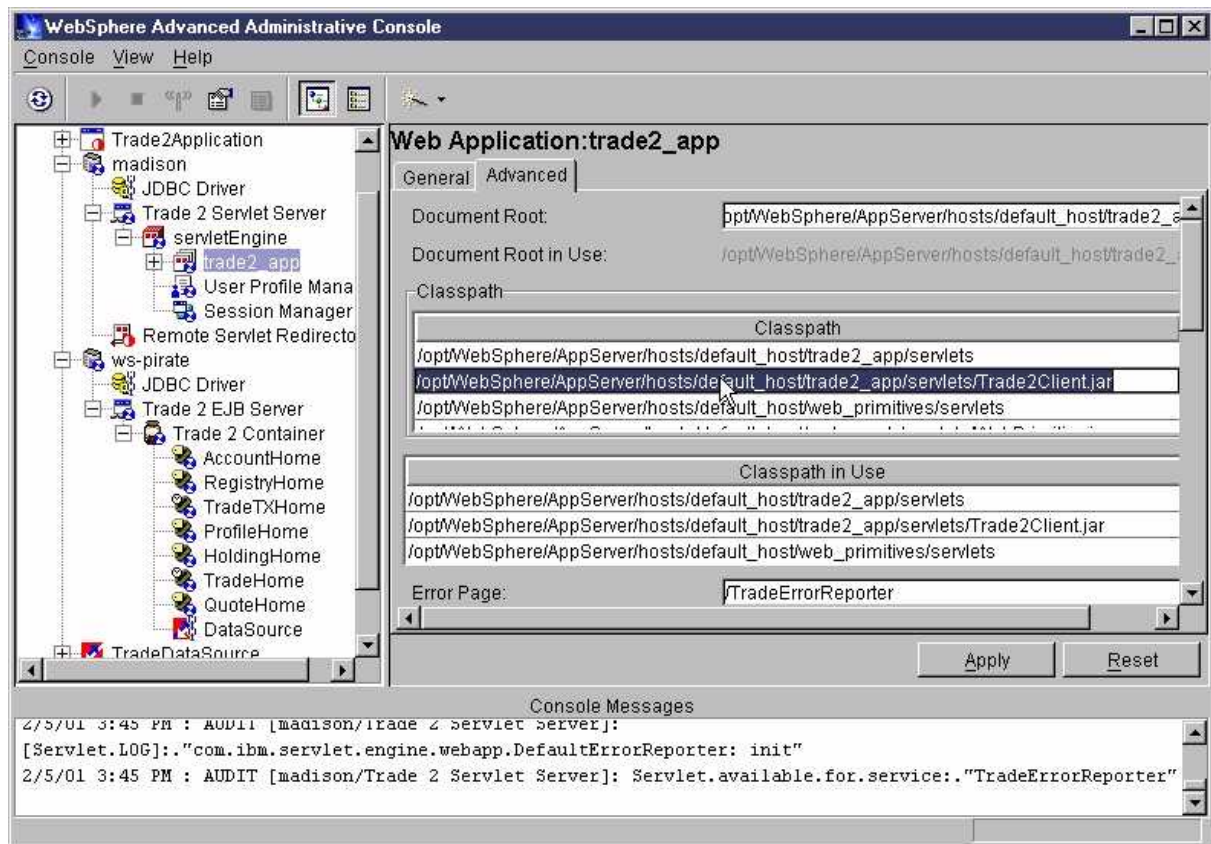 WebSphere Advanced Administrative Console
Console View Help
Trade2Application
madison
JDBC Driver
Trade 2 Servlet Server
servletEngine
trade2_app
User Profile Mana
Session Manager
Remote Servlet Redirecto
ws-pirate
JDBC Driver
Trade 2 EJB Server
Trade 2 Container
AccountHome
RegistryHome
TradeTXHome
ProfileHome
HoldingHome
TradeHome
QuoteHome
DataSource
TradeDataSource
Web Application:trade2_app
General Advanced
Document Root: opt/WebSphere/AppServer/hosts/default_host/trade2_a
Document Root in Use: /opt/WebSphere/AppServer/hosts/default_host/trade2_
Classpath
Classpath
/opt/WebSphere/AppServer/hosts/default_host/trade2_app/servlets
/opt/WebSphere/AppServer/hosts/default_host/trade2_app/servlets/Trade2Client.jar
/opt/WebSphere/AppServer/hosts/default_host/web_primitives/servlets
Classpath in Use
/opt/WebSphere/AppServer/hosts/default_host/trade2_app/servlets
/opt/WebSphere/AppServer/hosts/default_host/trade2_app/servlets/Trade2Client.jar
/opt/WebSphere/AppServer/hosts/default_host/web_primitives/servlets
Error Page: /TradeErrorReporter
Apply Reset
Console Messages
2/5/01 3:45 PM : AUDIT [madison/Trade 2 Servlet Server]:
[Servlet.LOG]:."com.ibm.servlet.engine.webapp.DefaultErrorReporter: init"
2/5/01 3:45 PM : AUDIT [madison/Trade 2 Servlet Server]: Servlet.available.for.service:."TradeErrorReporter"